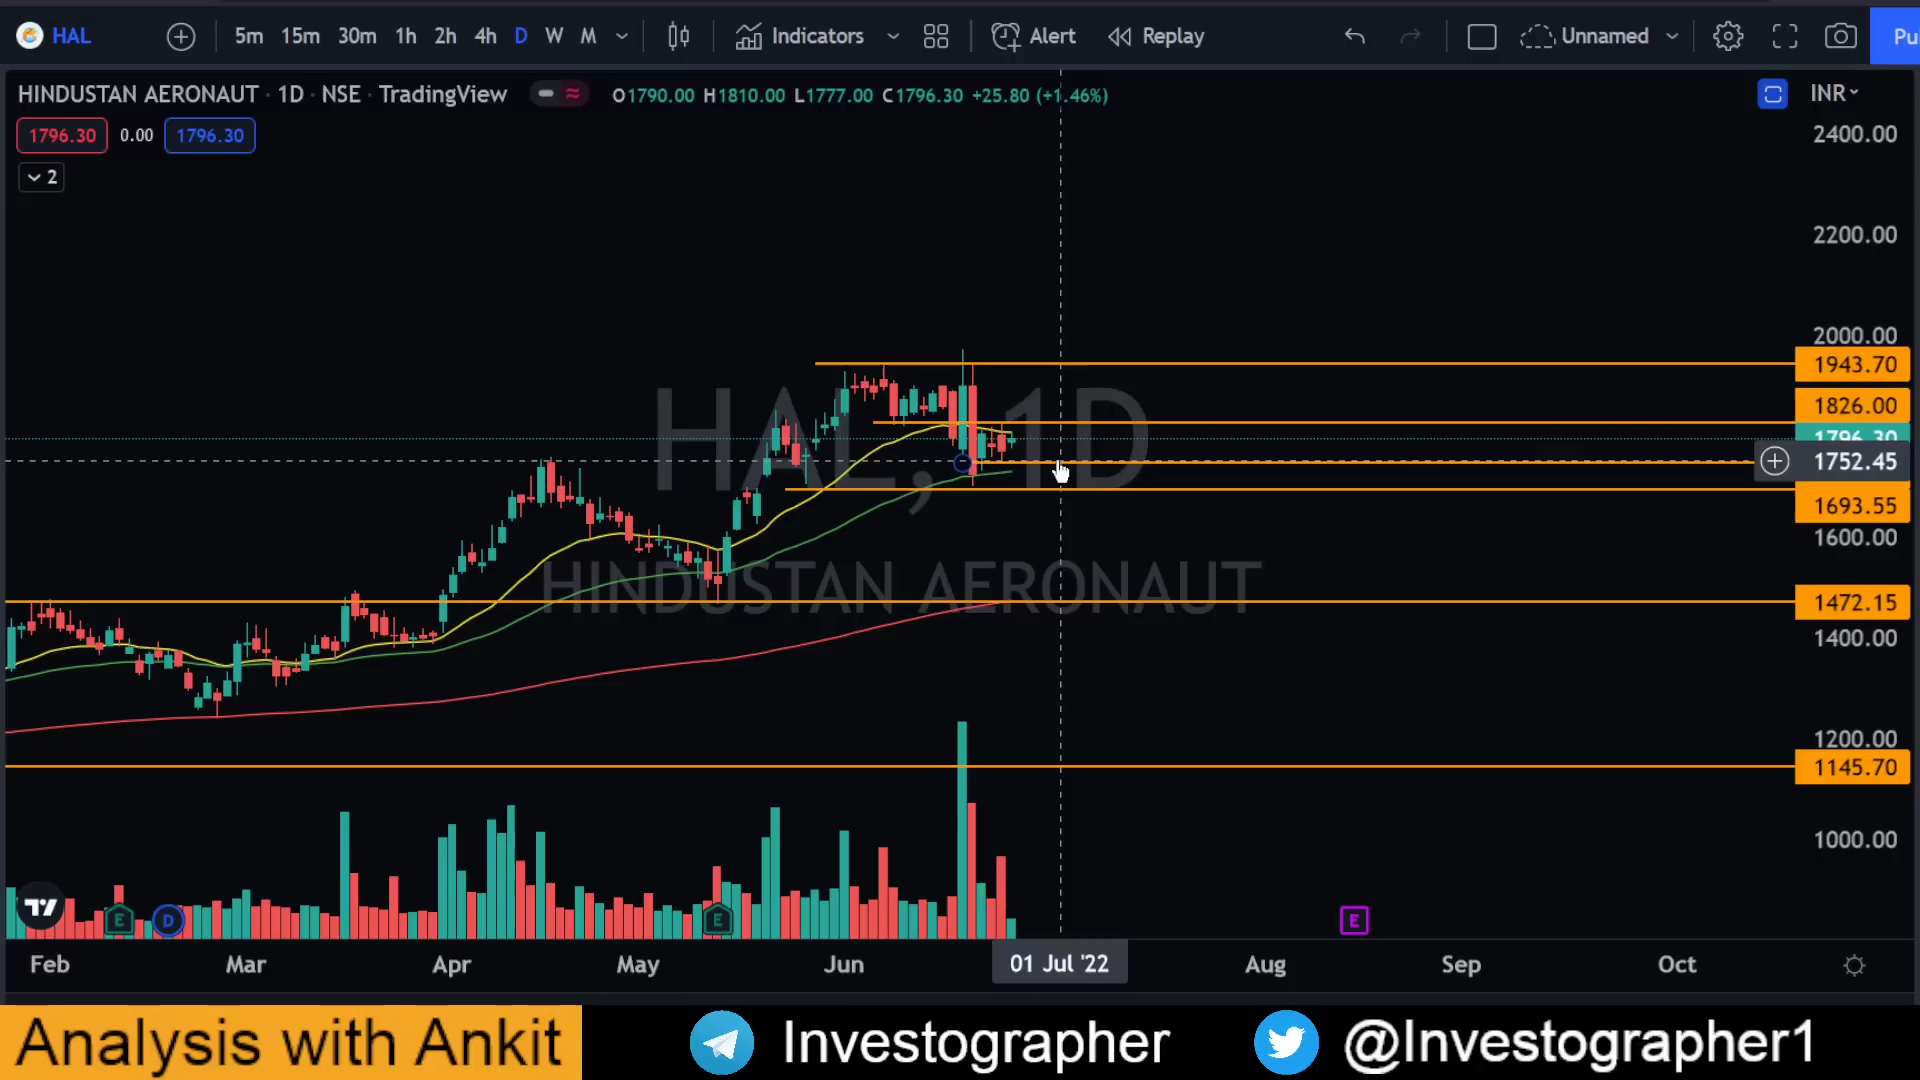 HAL 5m 15m 30m 1h 2h 4h D W M Indicators Alert Replay Unnamed Pu
HINDUSTAN AERONAUT · 1D · NSE · TradingView O1790.00 H1810.00 L1777.00 C1796.30 +25.80 (+1.46%) INR
1796.30 0.00 1796.30
2
2400.00
2200.00
2000.00
1943.70
1826.00
1796.30
1752.45
1693.55
1600.00
1472.15
1400.00
1200.00
1145.70
1000.00
HAL, 1D
HINDUSTAN AERONAUT
E D E E
Feb Mar Apr May Jun 01 Jul '22 Aug Sep Oct
Analysis with Ankit Investographer @Investographer1